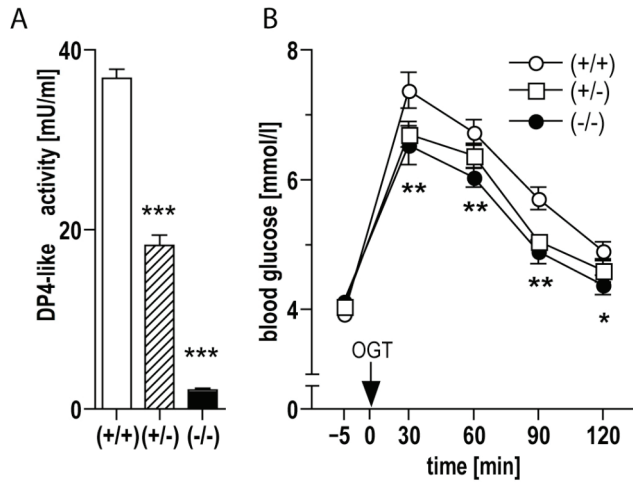 A
DP4-like activity [mU/ml]
40
20
0
***
***
(+/+) (+/-) (-/-)
B
blood glucose [mmol/l]
8
6
4
0
(+/+)
(+/-)
(-/-)
**
**
**
*
OGT
−5 0 30 60 90 120
time [min]